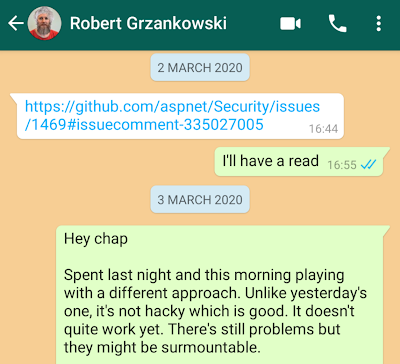 Robert Grzankowski
2 MARCH 2020
https://github.com/aspnet/Security/issues
/1469#issuecomment-335027005
16:44
I'll have a read 16:55
3 MARCH 2020
Hey chap
Spent last night and this morning playing
with a different approach. Unlike yesterday's
one, it's not hacky which is good. It doesn't
quite work yet. There's still problems but
they might be surmountable.